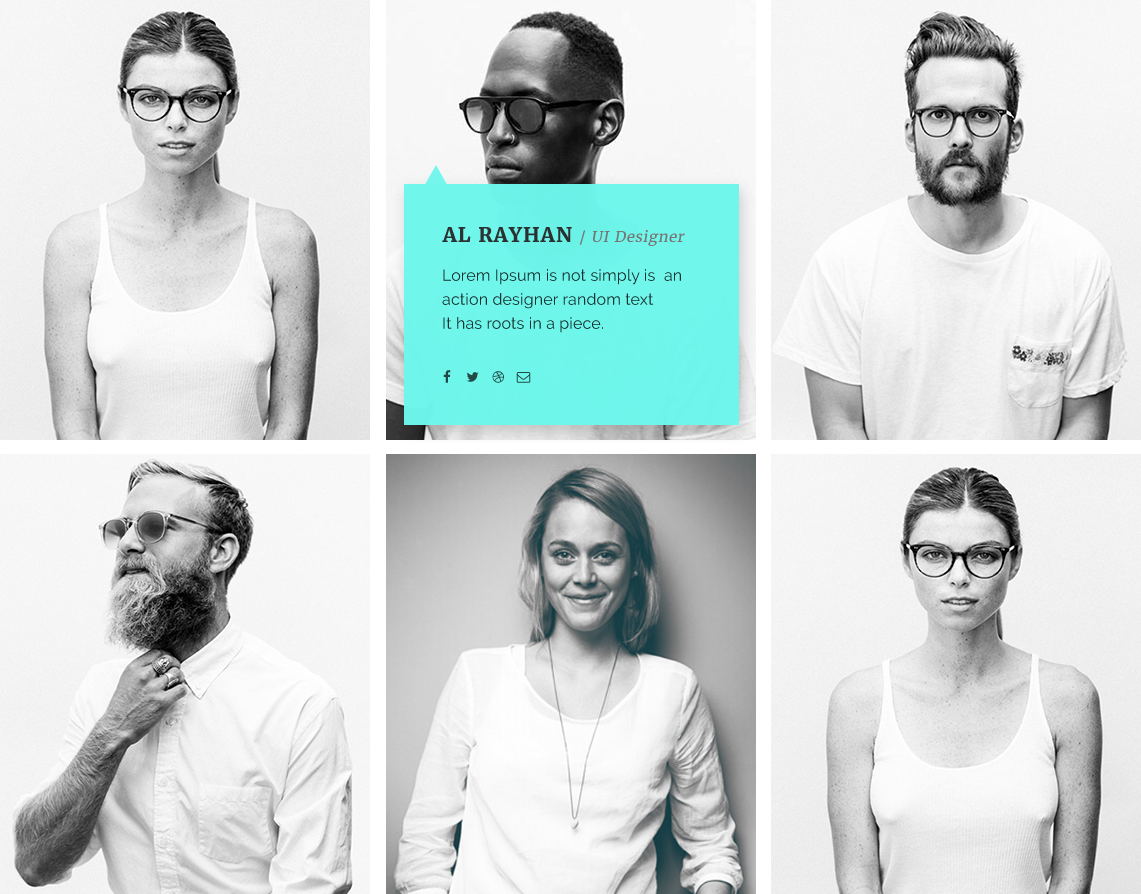 AL RAYHAN / UI Designer
Lorem Ipsum is not simply is an
action designer random text
It has roots in a piece.